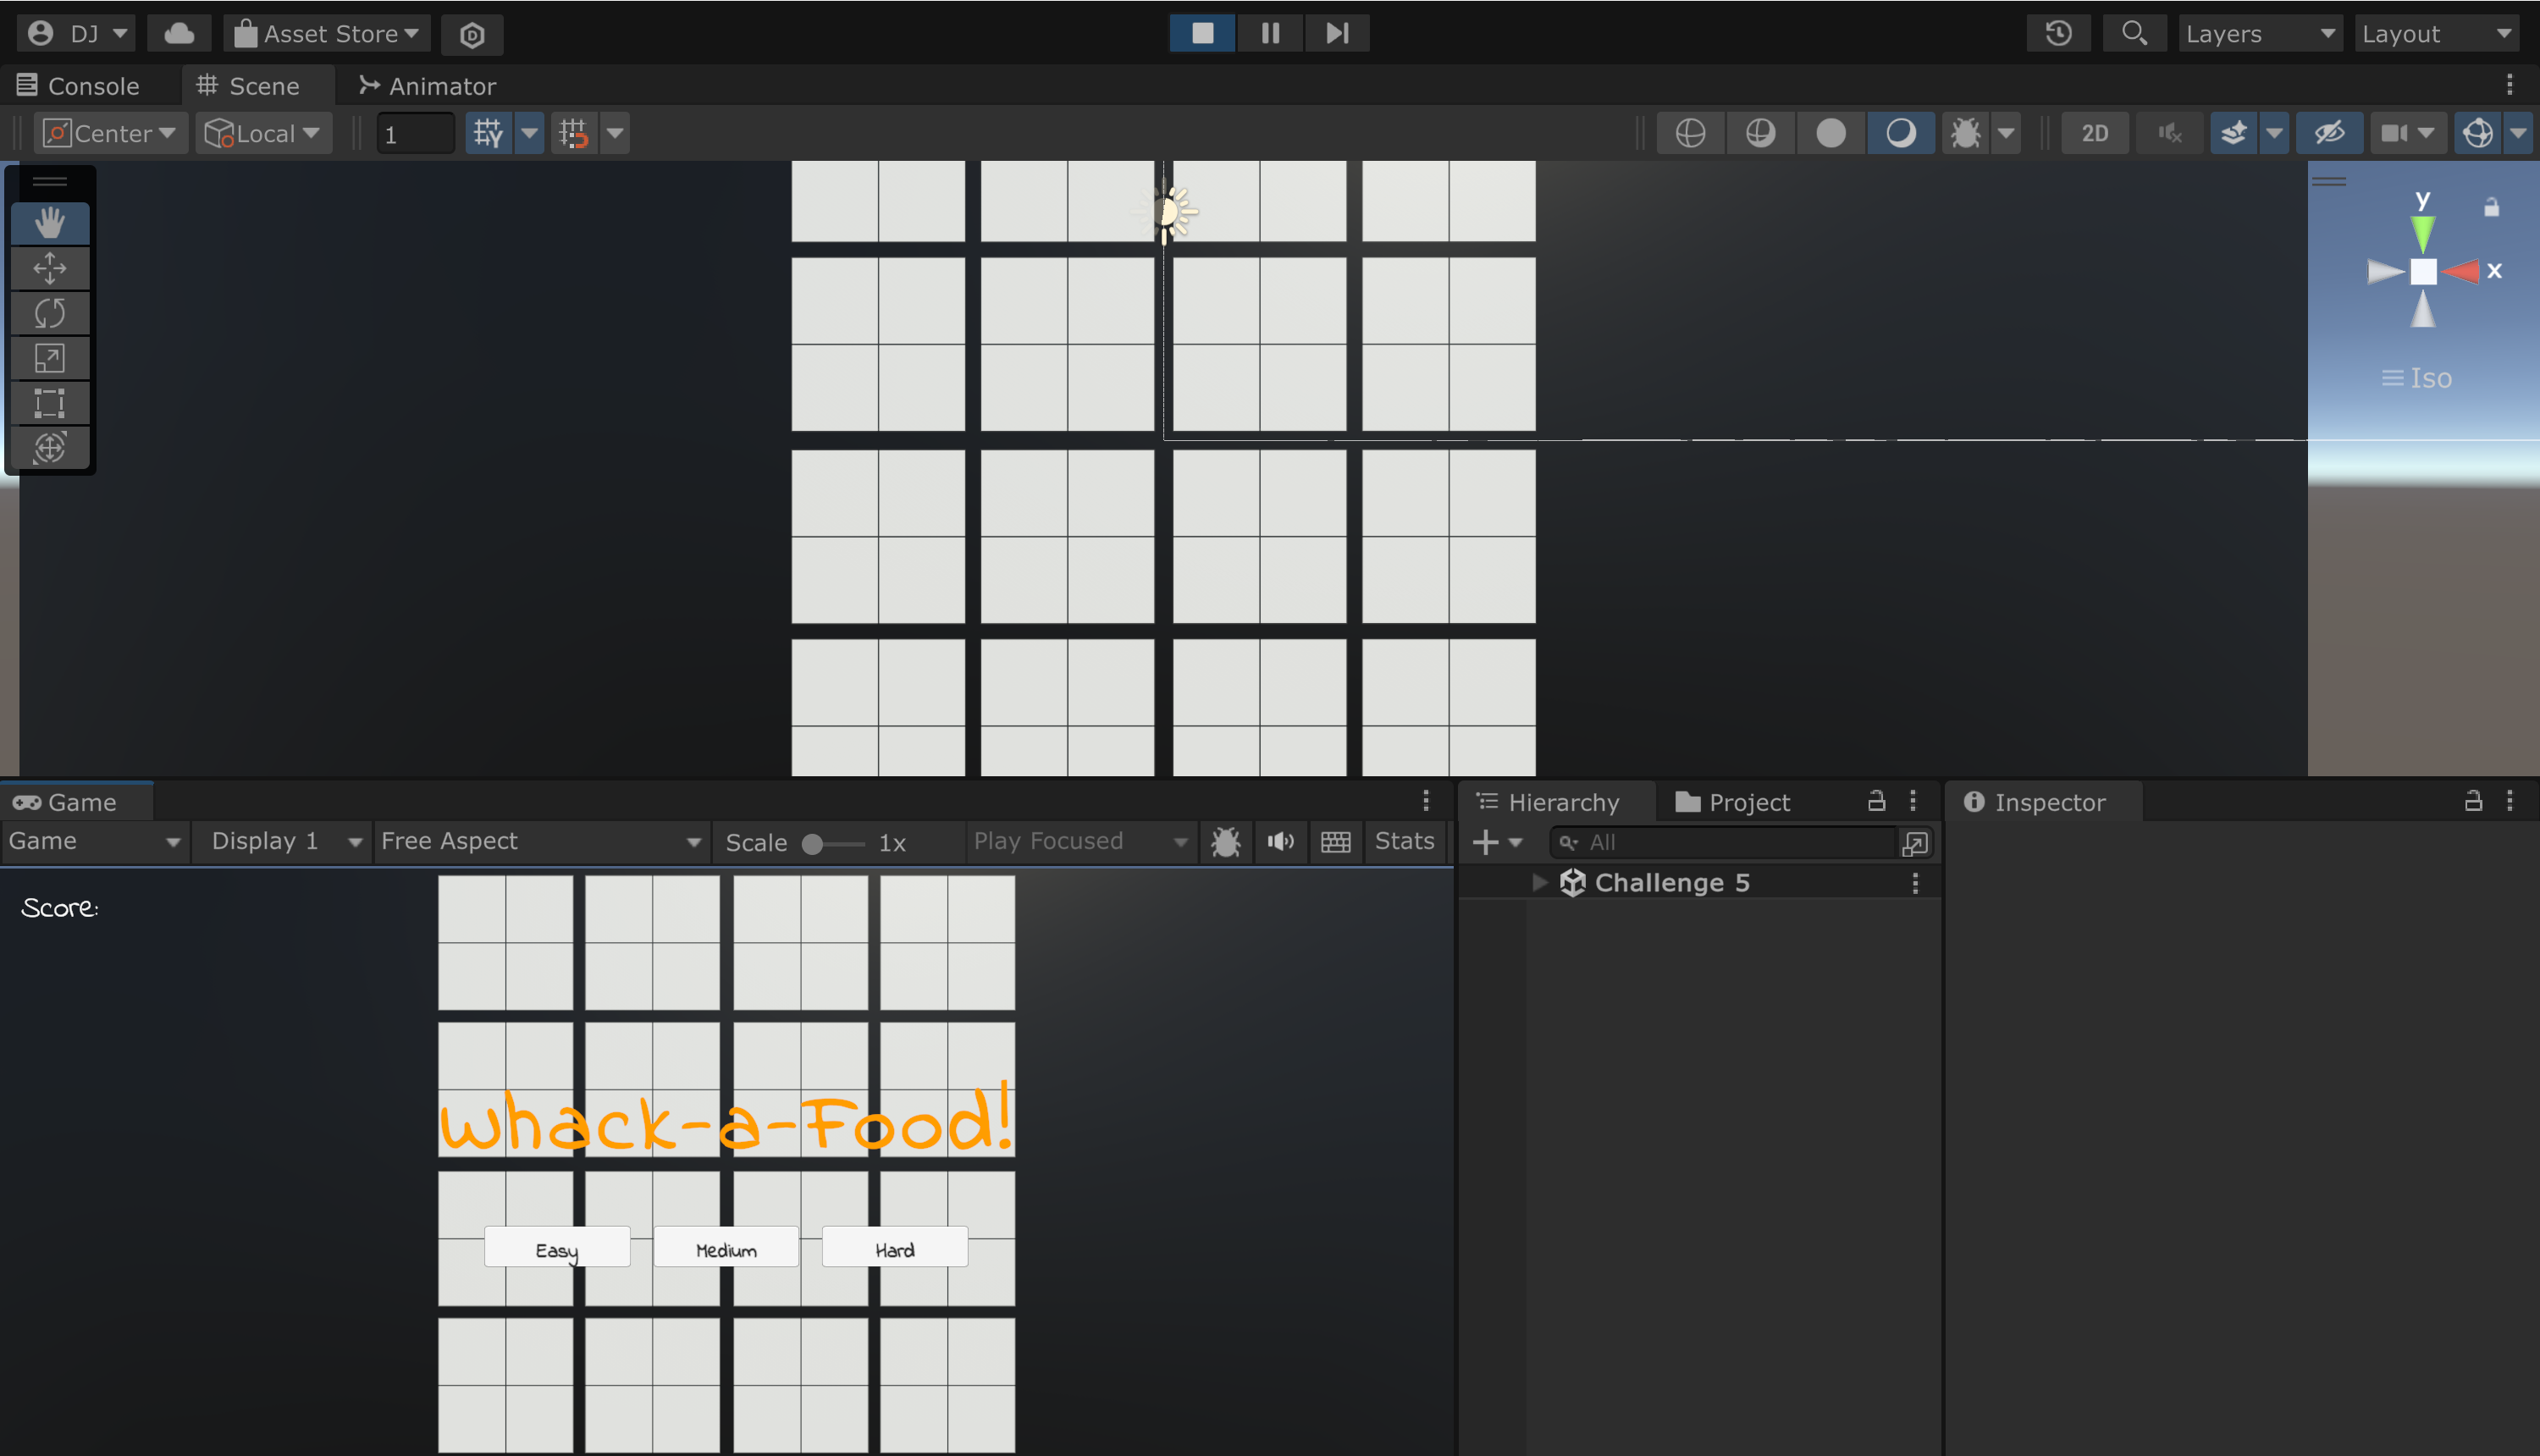 DJ Asset Store Layers Layout
Console Scene Animator
Center Local 1 2D
y
x
Iso
Game Hierarchy Project Inspector
Game Display 1 Free Aspect Scale 1x Play Focused Stats All
Challenge 5
Score:
Whack-a-Food!
Easy Medium Hard